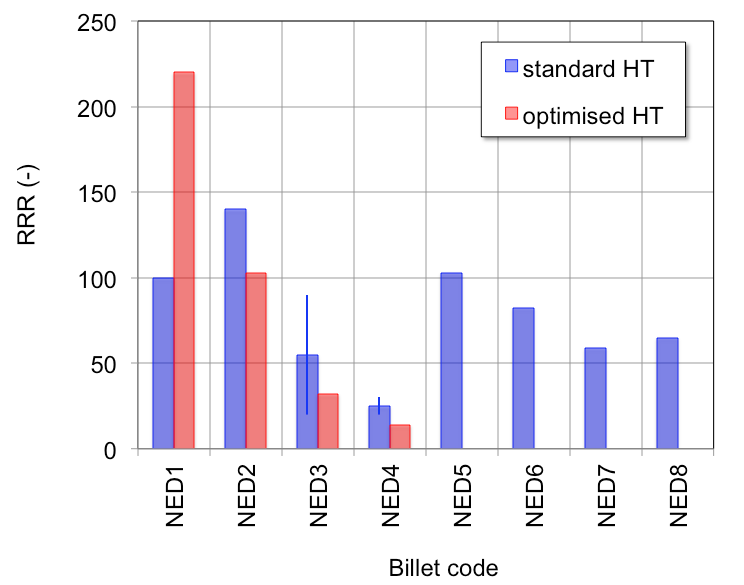 250
200
150
100
50
0
RRR (-)
standard HT
optimised HT
NED1
NED2
NED3
NED4
NED5
NED6
NED7
NED8
Billet code